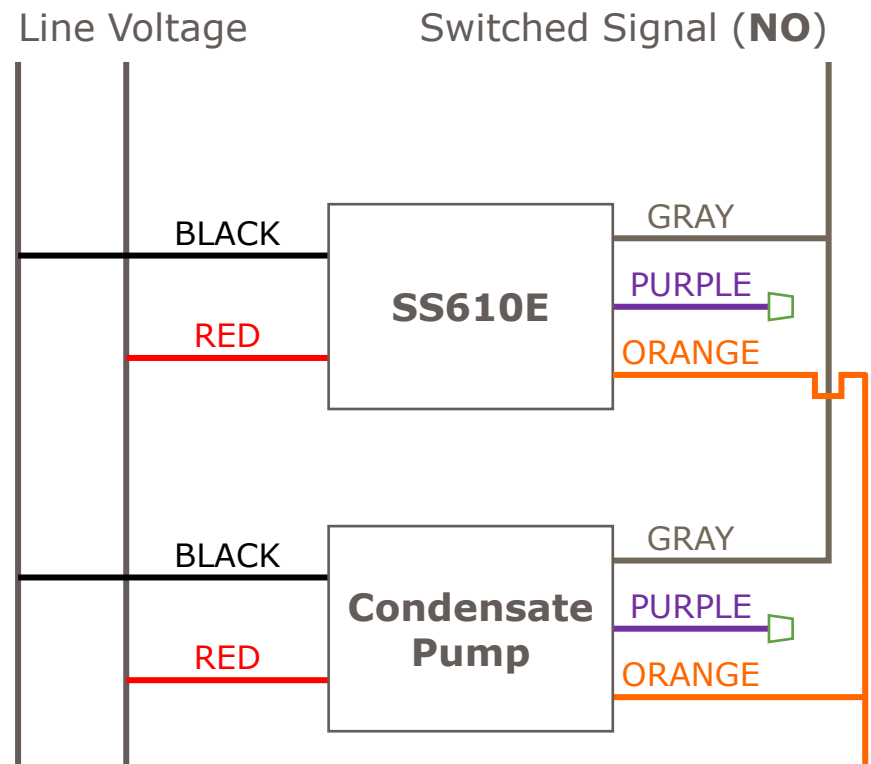 Line Voltage
Switched Signal (NO)
BLACK
GRAY
SS610E
PURPLE
RED
ORANGE
BLACK
GRAY
Condensate
Pump
PURPLE
RED
ORANGE